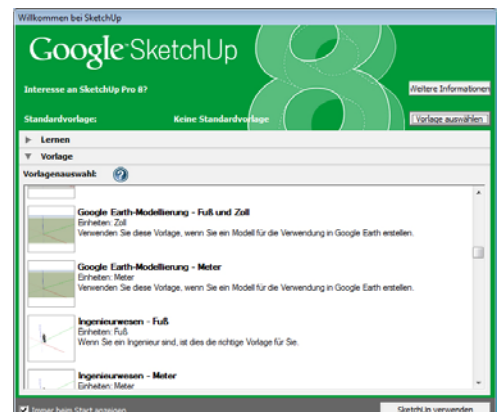 Willkommen bei SketchUp
Google SketchUp
8
Interesse an SketchUp Pro 8?
Weitere Informationen
Standardvorlage: Keine Standardvorlage
Vorlage auswählen
Lernen
Vorlage
Vorlagenauswahl:
Google Earth-Modellierung - Fuß und Zoll
Einheiten: Zoll
Verwenden Sie diese Vorlage, wenn Sie ein Modell für die Verwendung in Google Earth erstellen.
Google Earth-Modellierung - Meter
Einheiten: Meter
Verwenden Sie diese Vorlage, wenn Sie ein Modell für die Verwendung in Google Earth erstellen.
Ingenieurwesen - Fuß
Einheiten: Fuß
Wenn Sie ein Ingenieur sind, ist dies die richtige Vorlage für Sie.
Ingenieurwesen - Meter
Einheiten: Meter
Immer beim Start anzeigen
SketchUp verwenden